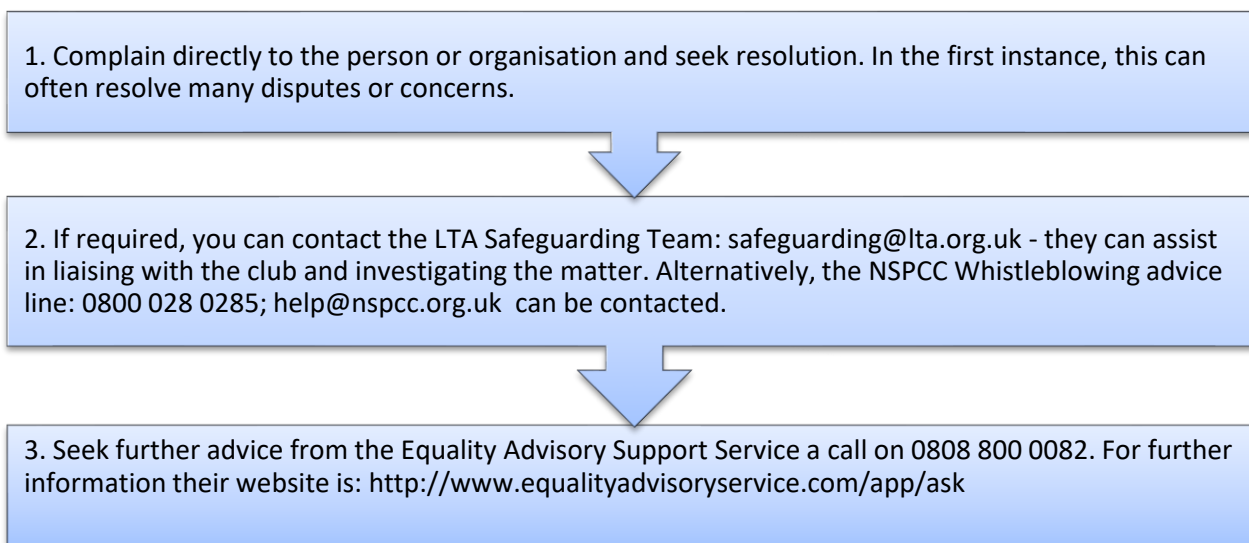 1. Complain directly to the person or organisation and seek resolution. In the first instance, this can
often resolve many disputes or concerns.
2. If required, you can contact the LTA Safeguarding Team: safeguarding@lta.org.uk - they can assist
in liaising with the club and investigating the matter. Alternatively, the NSPCC Whistleblowing advice
line: 0800 028 0285; help@nspcc.org.uk  can be contacted.
3. Seek further advice from the Equality Advisory Support Service a call on 0808 800 0082. For further
information their website is: http://www.equalityadvisoryservice.com/app/ask